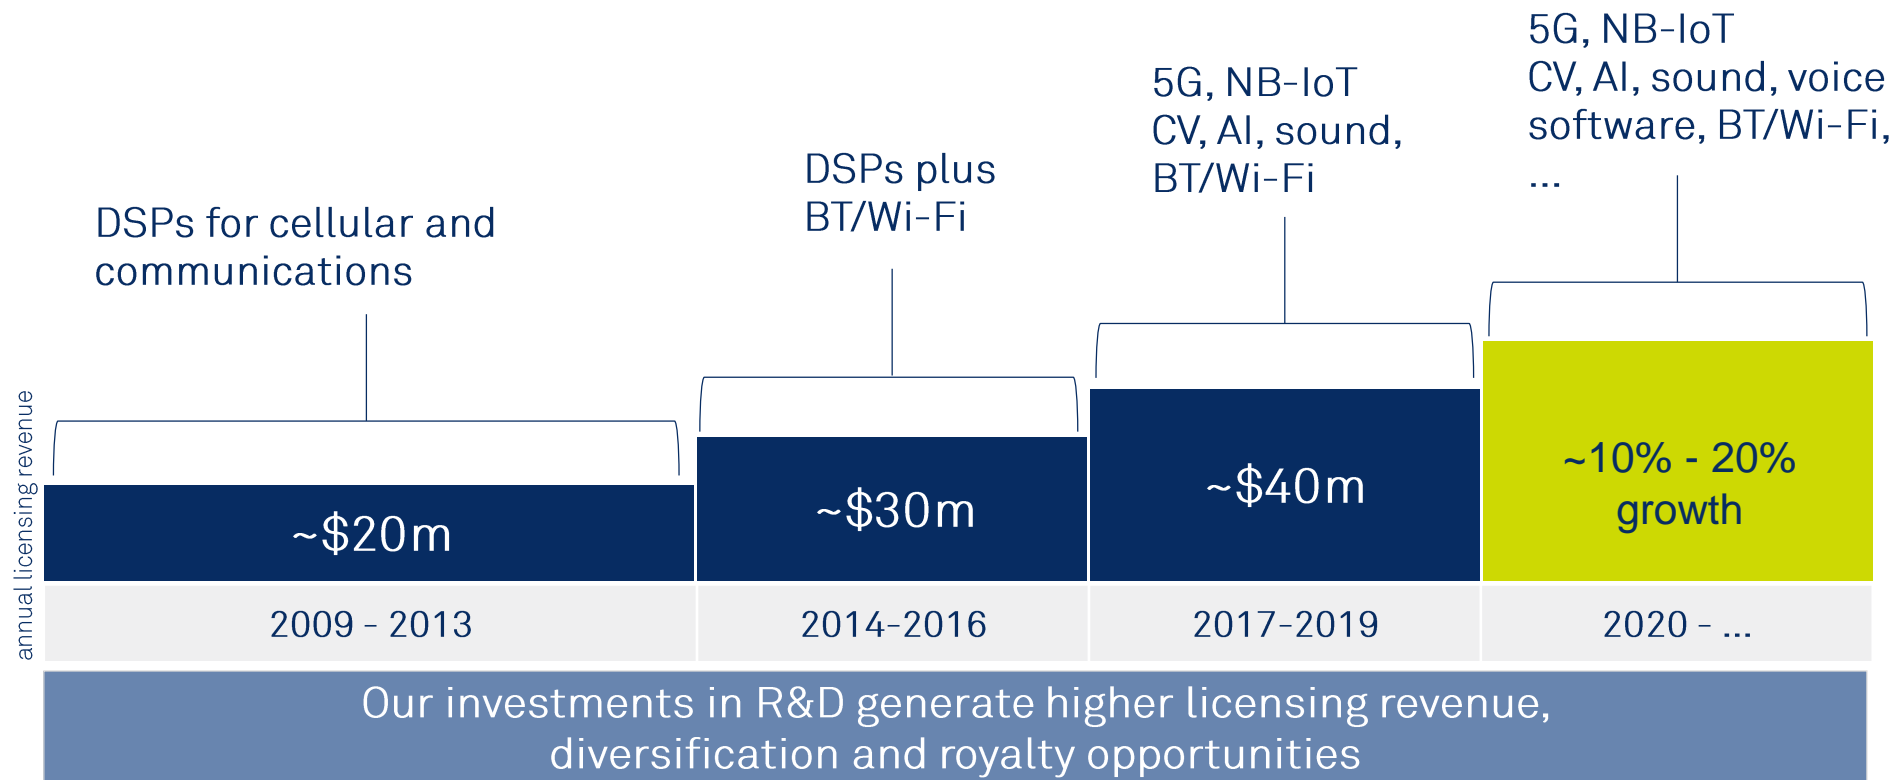 5G, NB-IoT
CV, AI, sound, voice
software, BT/Wi-Fi,
...
5G, NB-IoT
CV, AI, sound,
BT/Wi-Fi
DSPs plus
BT/Wi-Fi
DSPs for cellular and
communications
annual licensing revenue
~$20m
~$30m
~$40m
~10% - 20%
growth
2009 - 2013
2014-2016
2017-2019
2020 - ...
Our investments in R&D generate higher licensing revenue,
diversification and royalty opportunities